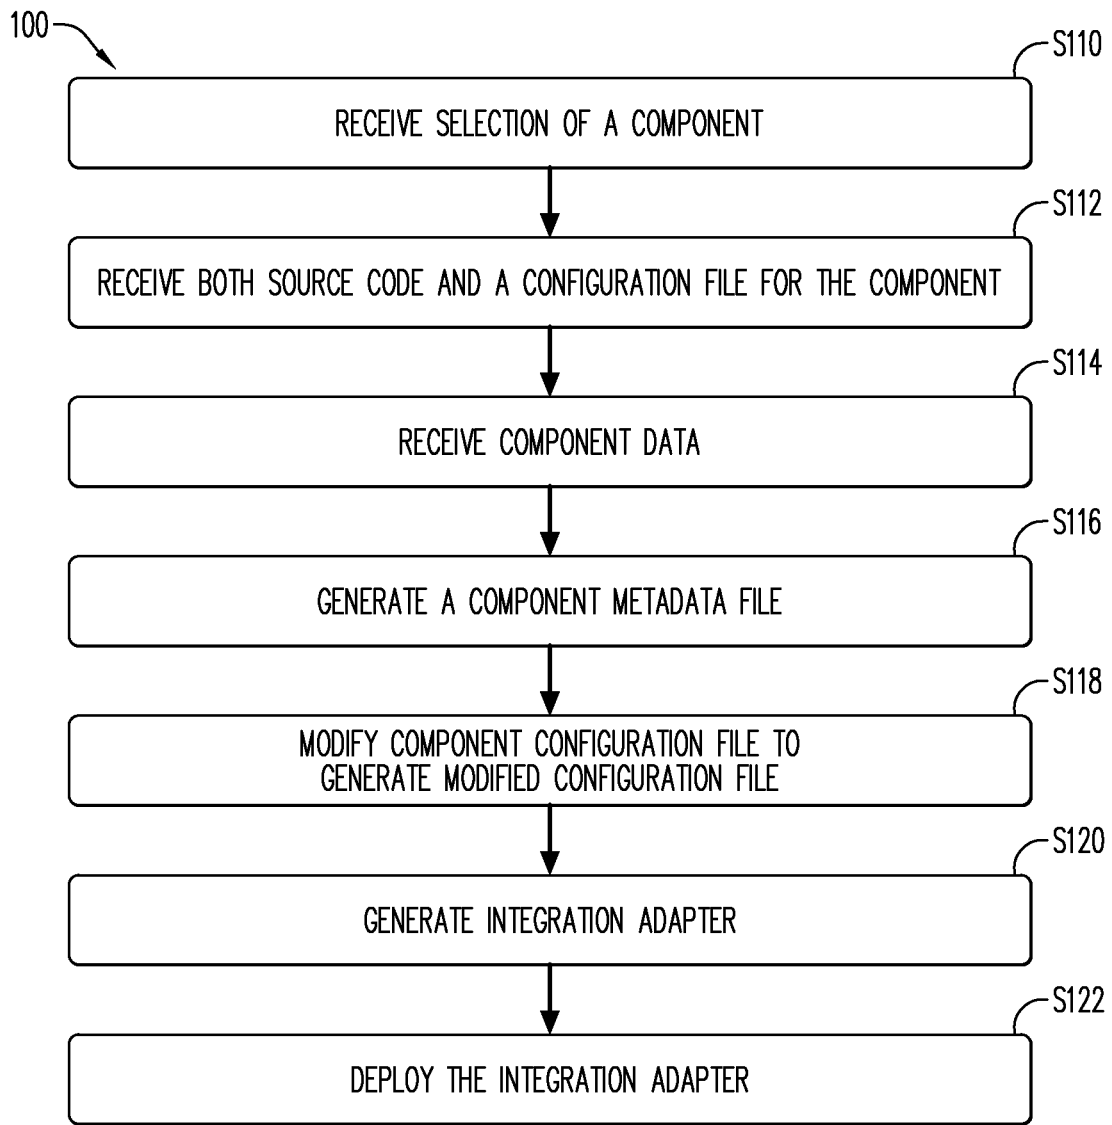 100
S110
RECEIVE SELECTION OF A COMPONENT
S112
RECEIVE BOTH SOURCE CODE AND A CONFIGURATION FILE FOR THE COMPONENT
S114
RECEIVE COMPONENT DATA
S116
GENERATE A COMPONENT METADATA FILE
S118
MODIFY COMPONENT CONFIGURATION FILE TO
GENERATE MODIFIED CONFIGURATION FILE
S120
GENERATE INTEGRATION ADAPTER
S122
DEPLOY THE INTEGRATION ADAPTER